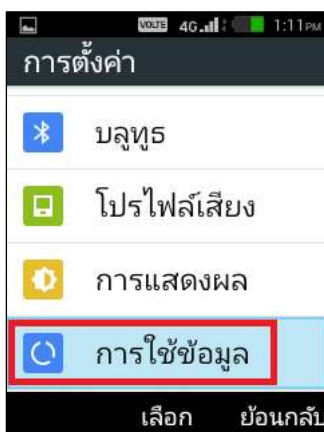 VOLTE 4G 1:11PM
การตั้งค่า
บลูทูธ
โปรไฟล์เสียง
การแสดงผล
การใช้ข้อมูล
เลือก ย้อนกลับ